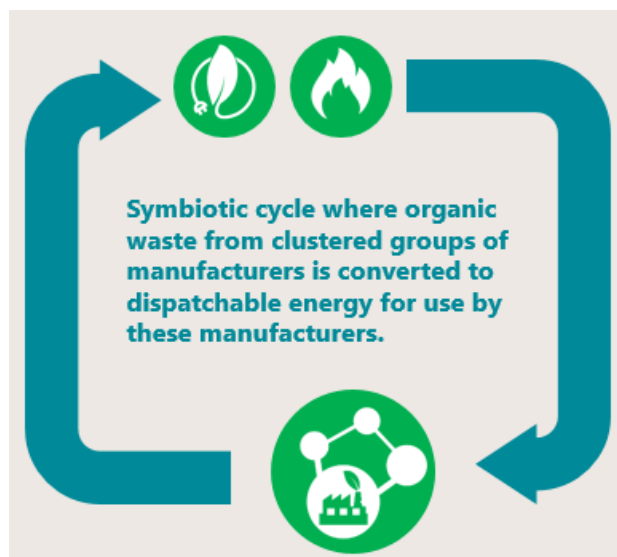 Symbiotic cycle where organic
waste from clustered groups of
manufacturers is converted to
dispatchable energy for use by
these manufacturers.